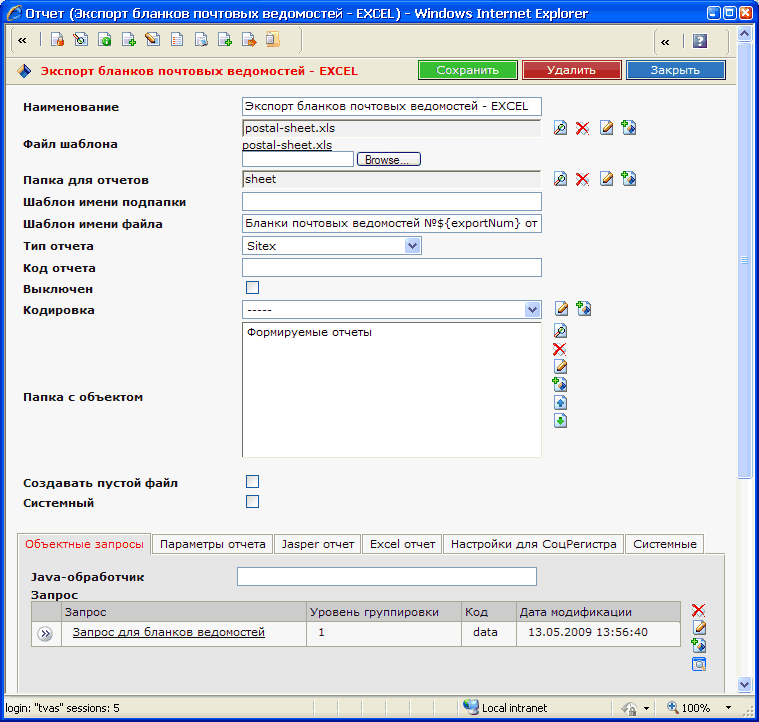 Отчет (Экспорт бланков почтовых ведомостей - EXCEL) - Windows Internet Explorer
Экспорт бланков почтовых ведомостей - EXCEL
Сохранить
Удалить
Закрыть
Наименование
Экспорт бланков почтовых ведомостей - EXCEL
postal-sheet.xls
Файл шаблона
postal-sheet.xls
Browse...
Папка для отчетов
sheet
Шаблон имени подпапки
Шаблон имени файла
Бланки почтовых ведомостей №${exportNum} от
Тип отчета
Sitex
Код отчета
Выключен
Кодировка
-----
Формируемые отчеты
Папка с объектом
Создавать пустой файл
Системный
Объектные запросы
Параметры отчета
Jasper отчет
Excel отчет
Настройки для СоцРегистра
Системные
Java-обработчик
Запрос
Запрос
Уровень группировки
Код
Дата модификации
Запрос для бланков ведомостей
1
data
13.05.2009 13:56:40
login: "tvas" sessions: 5
Local intranet
100%